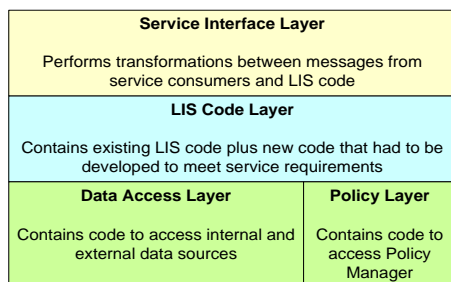 Service Interface Layer
Performs transformations between messages from
service consumers and LIS code
LIS Code Layer
Contains existing LIS code plus new code that had to be
developed to meet service requirements
Data Access Layer
Contains code to access internal and
external data sources
Policy Layer
Contains code to
access Policy
Manager